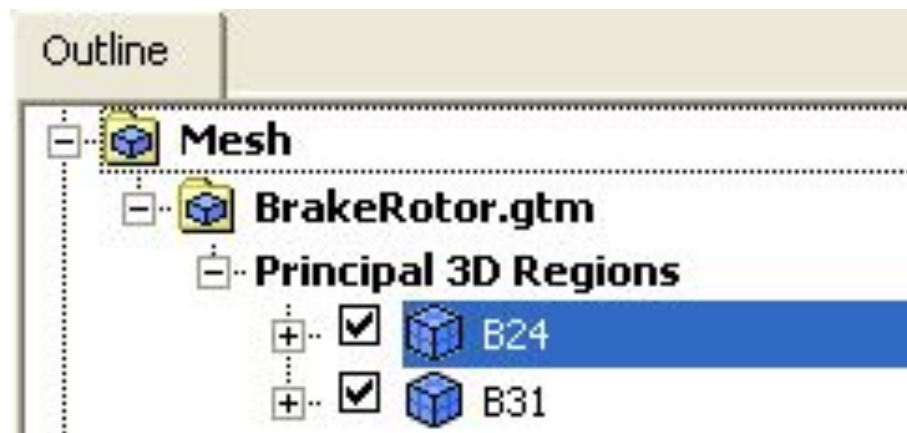 Outline
Mesh
BrakeRotor.gtm
Principal 3D Regions
B24
B31